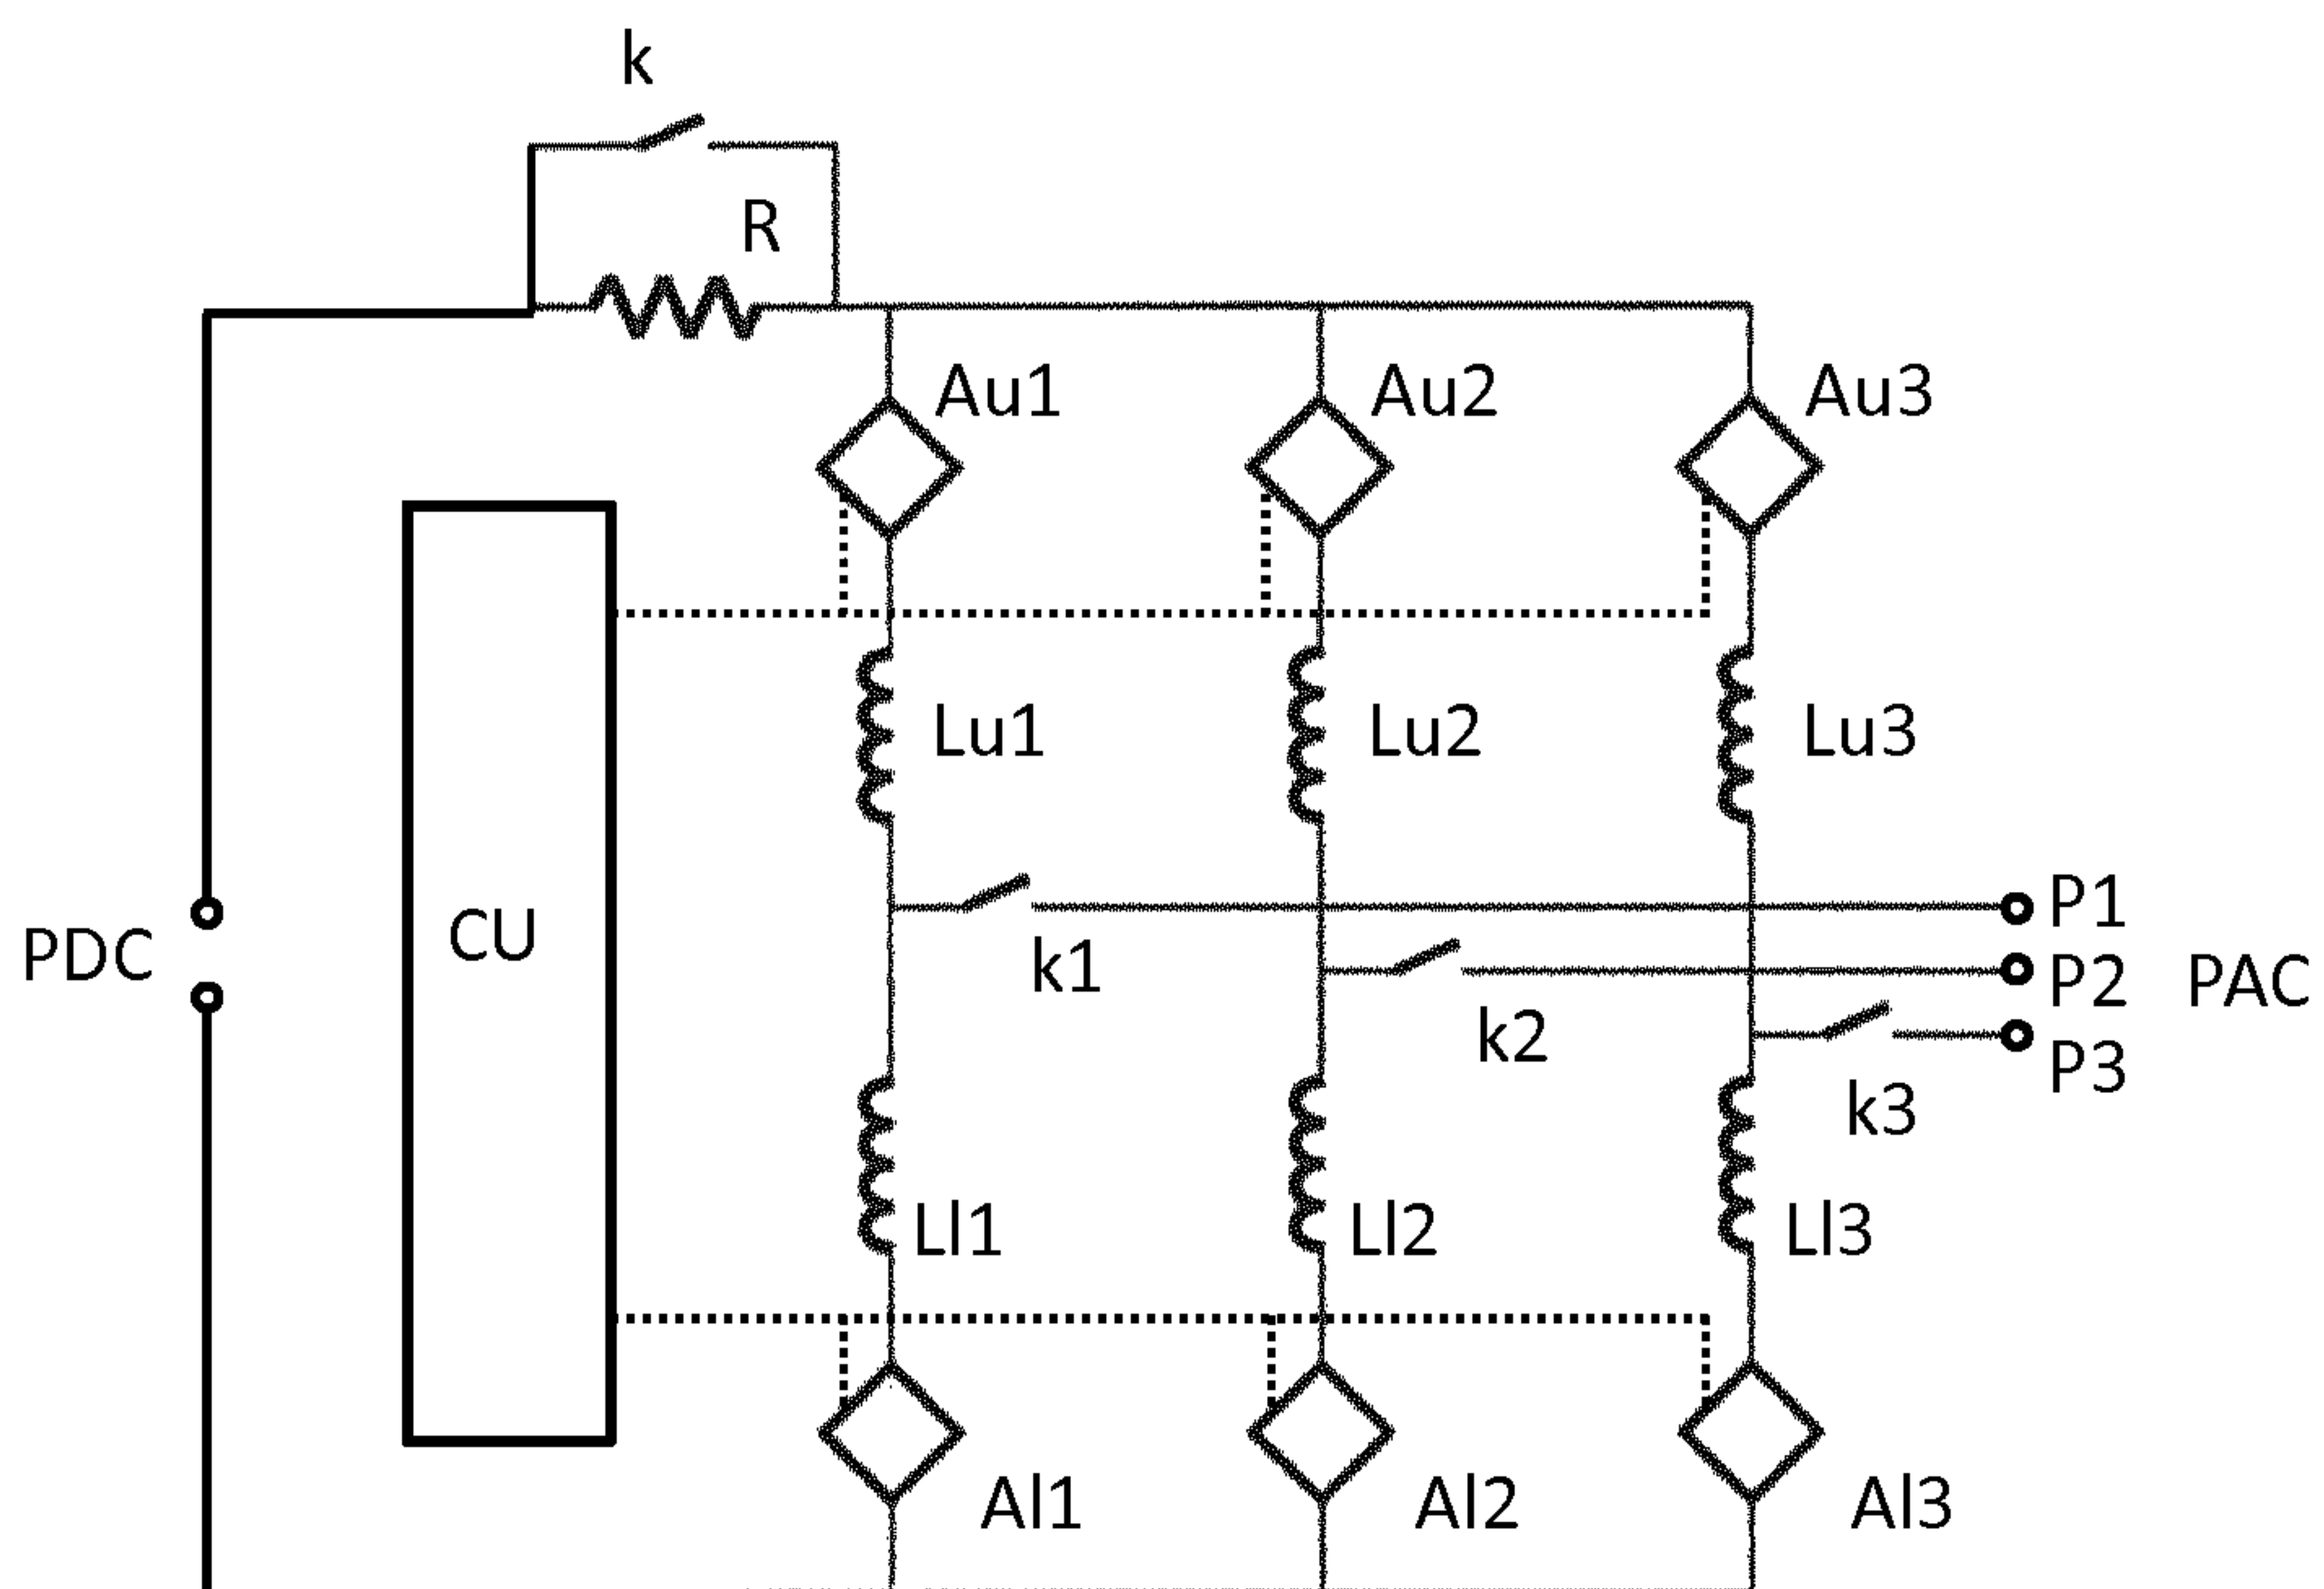 k
R
Au1 Au2 Au3
Lu1 Lu2 Lu3
P1
PDC CU k1 P2 PAC
k2 P3
k3
Ll1 Ll2 Ll3
Al1 Al2 Al3